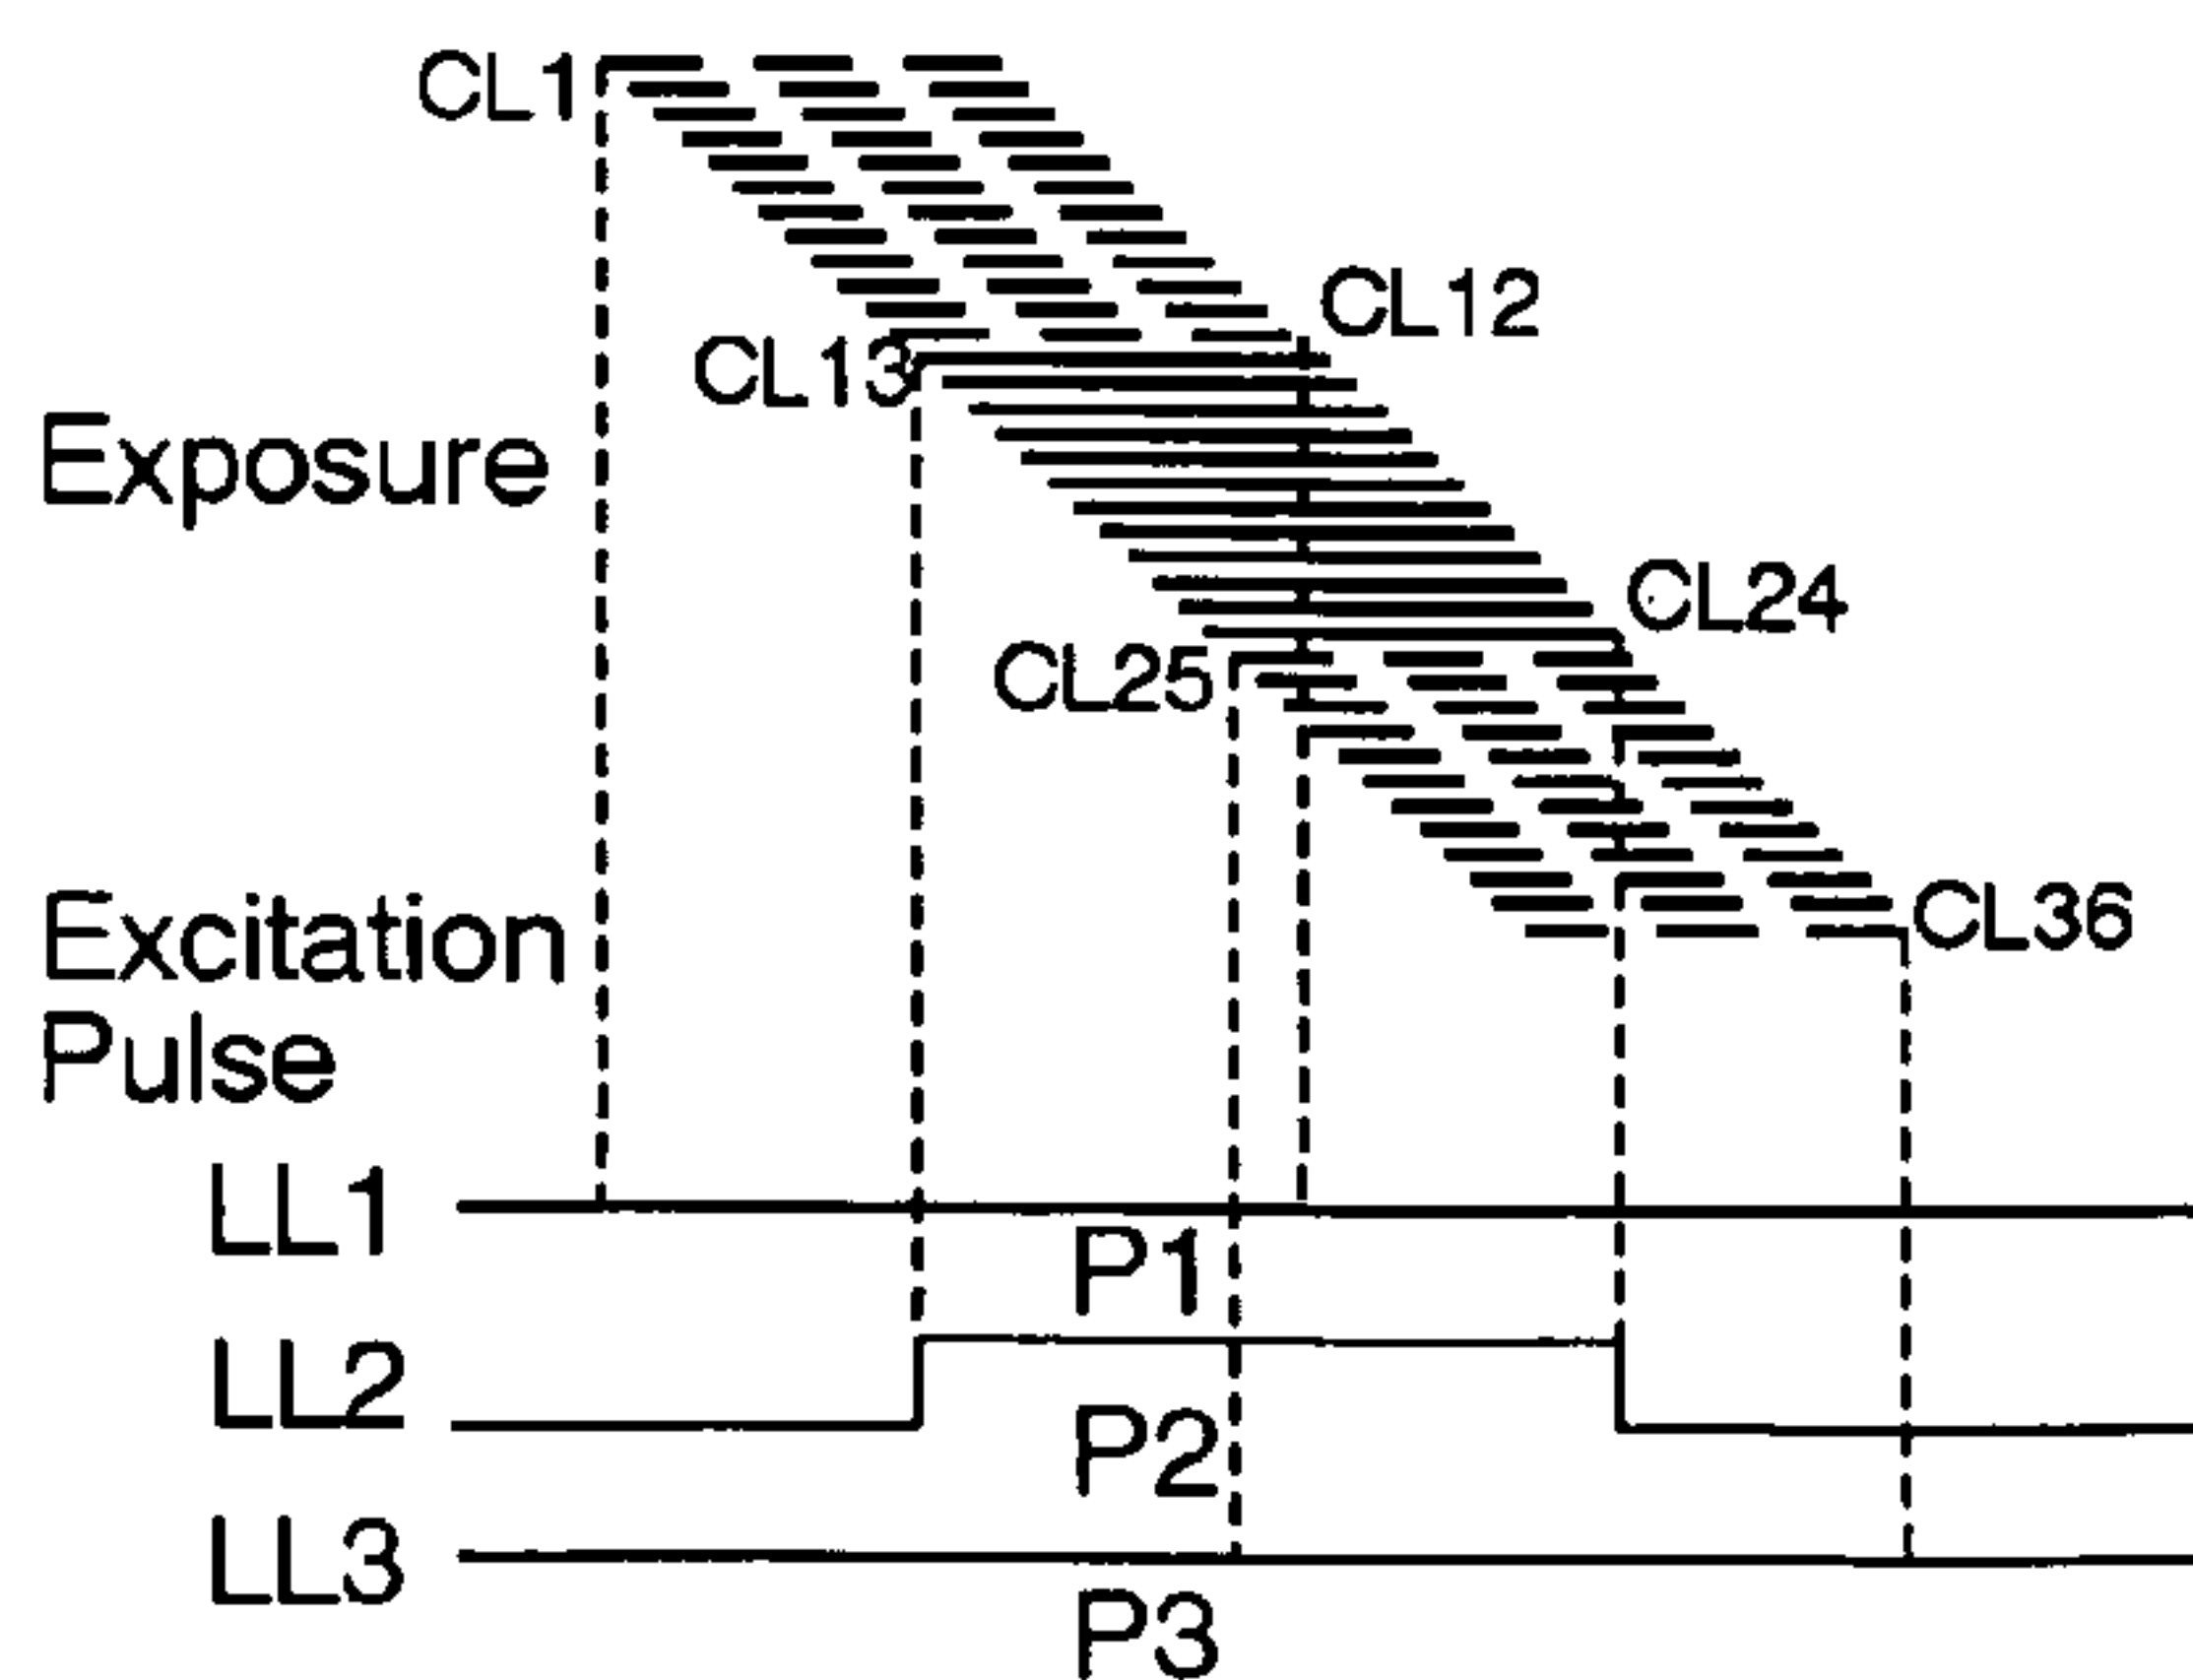 CL1
CL12
CL13
Exposure
CL24
CL25
Excitation
Pulse
CL36
LL1
P1
LL2
P2
LL3
P3